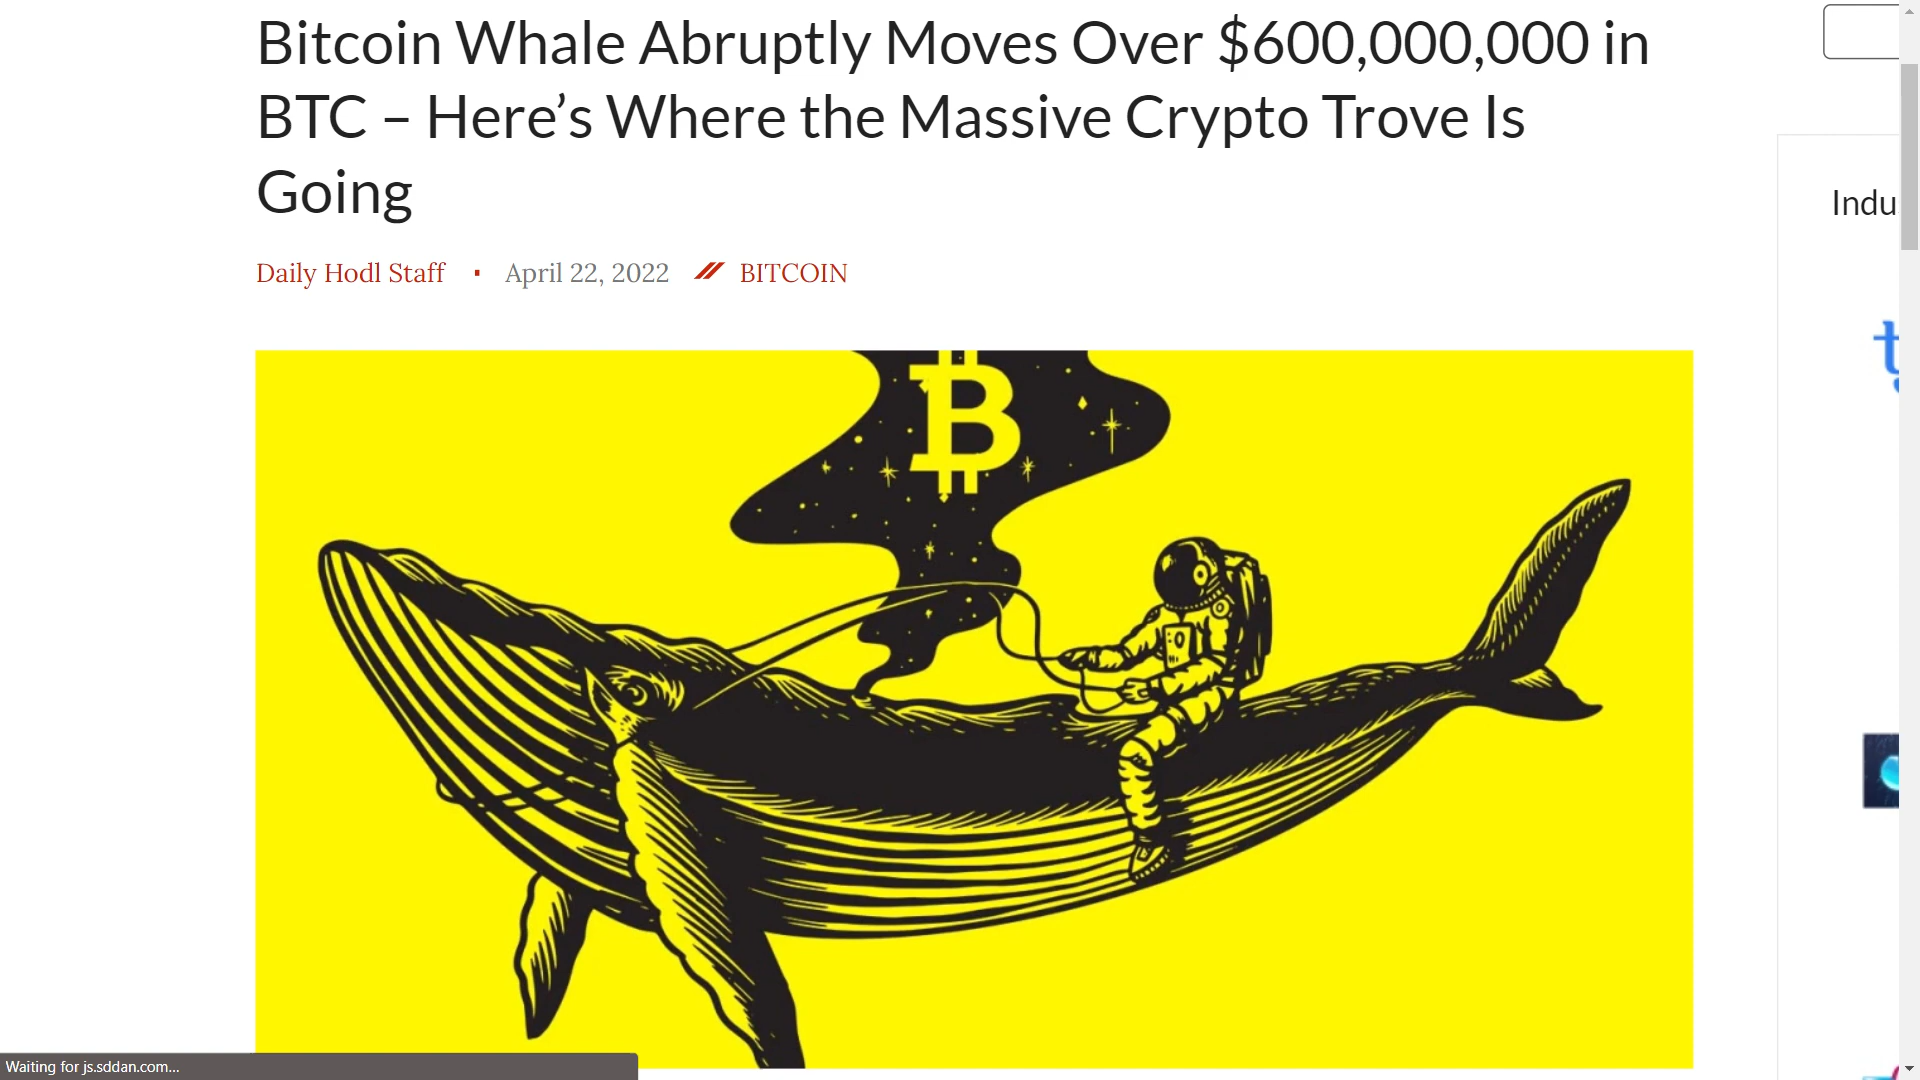 Bitcoin Whale Abruptly Moves Over $600,000,000 in
BTC – Here’s Where the Massive Crypto Trove Is
Going
Daily Hodl Staff ▪ April 22, 2022 BITCOIN
Indu
Waiting for js.sddan.com...